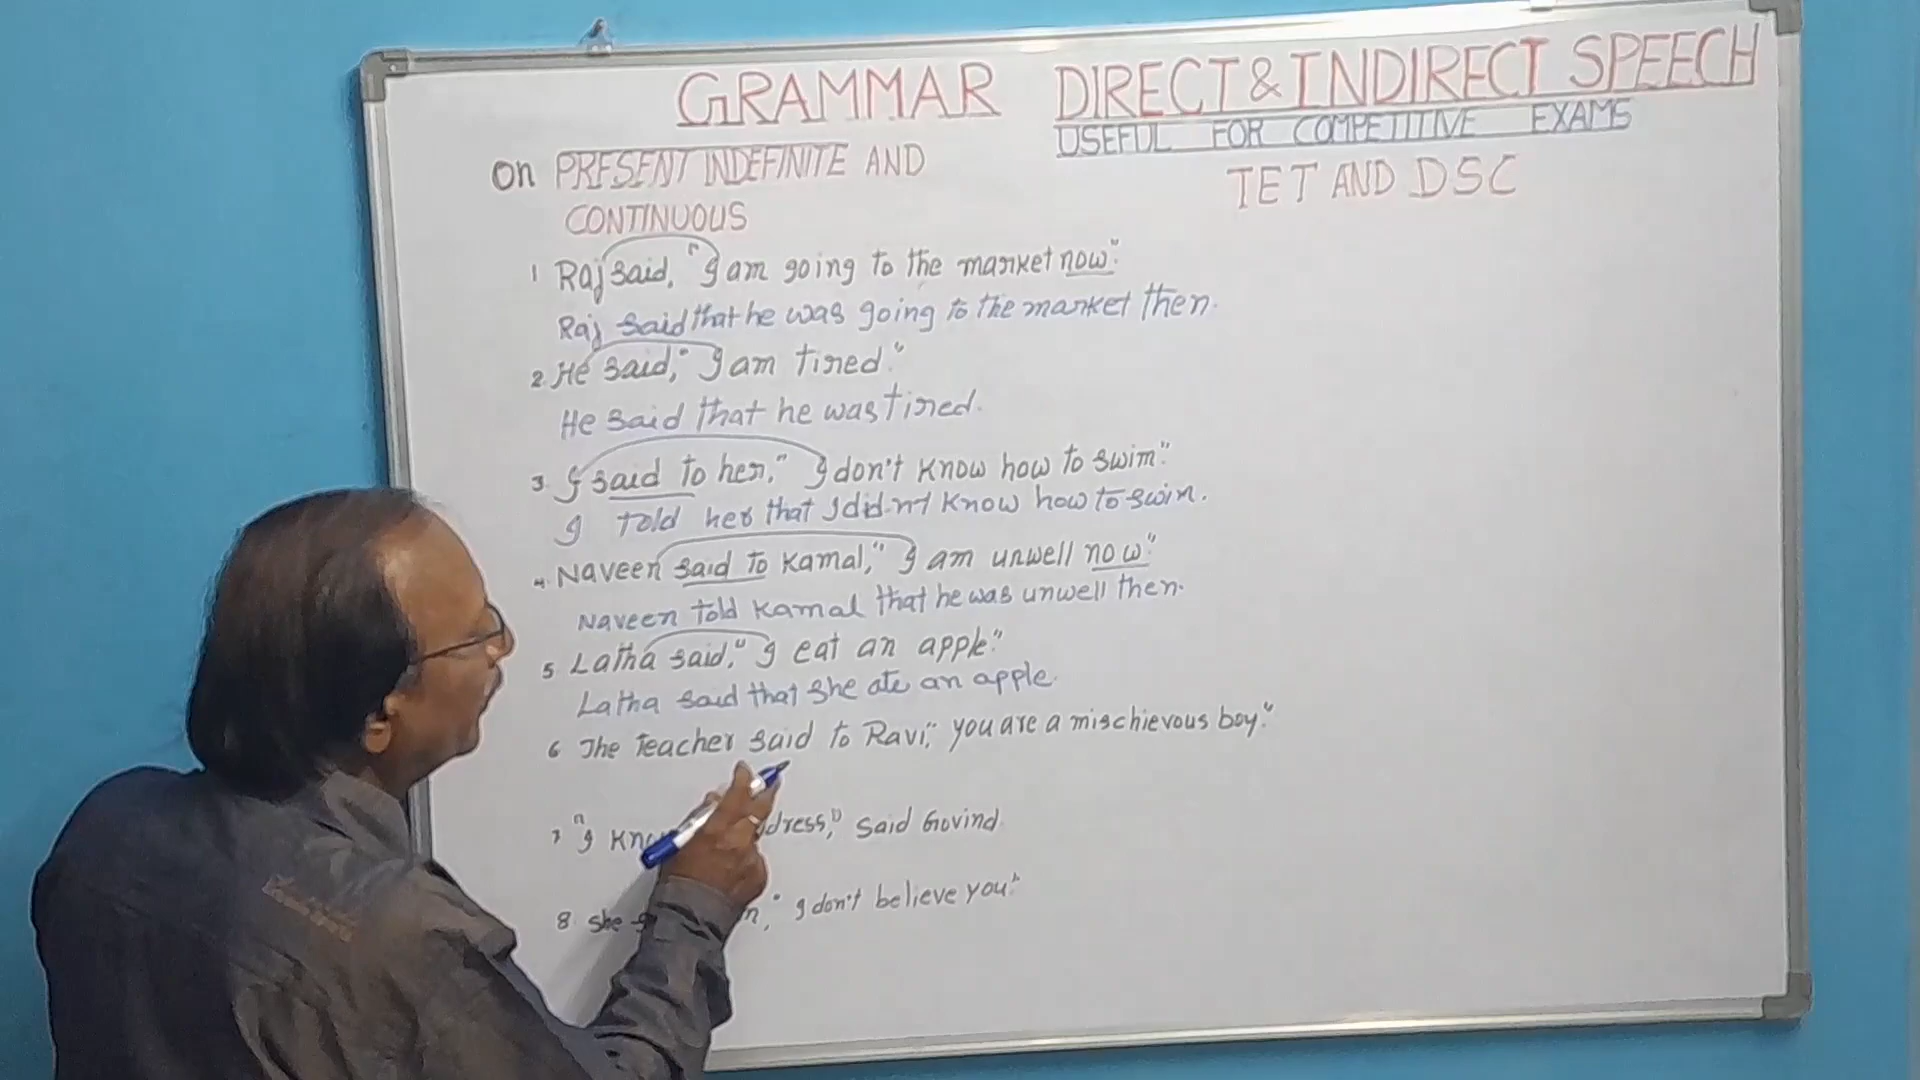 GRAMMAR DIRECT & INDIRECT SPEECH
USEFUL FOR COMPETITIVE EXAMS
On PRESENT INDEFINITE AND
TET AND DSC
CONTINUOUS
1 Raj said, "I am going to the market now."
Raj said that he was going to the market then.
2. He said, "I am tired."
He said that he was tired.
3. I said to her, "I don't know how to swim."
I told her that I didn't know how to swim.
4. Naveen said to Kamal, "I am unwell now."
Naveen told Kamal that he was unwell then.
5 Latha said, "I eat an apple."
Latha said that she ate an apple.
6 The teacher said to Ravi, "you are a mischievous boy."
7 "I dress," said Govind.
8. she "I don't believe you."